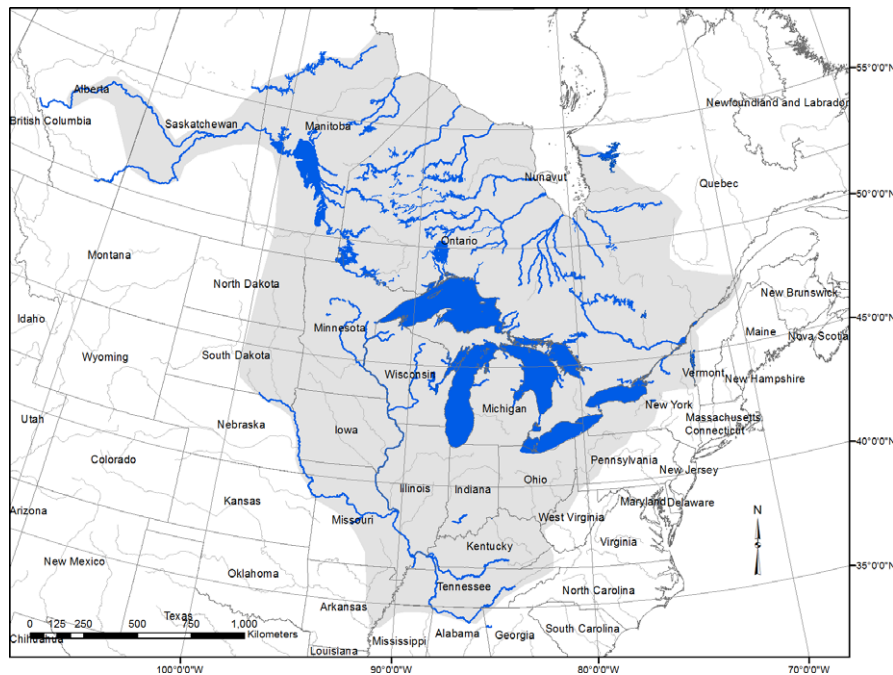 55°0'0"N
Alberta
Newfoundland and Labrador
British Columbia
Saskatchewan
Manitoba
Nunavut
Quebec
50°0'0"N
Ontario
Montana
North Dakota
New Brunswick
45°0'0"N
Idaho
Minnesota
Maine
Nova Scotia
Wyoming
South Dakota
Wisconsin
Vermont
New Hampshire
Michigan
New York
Utah
Nebraska
Iowa
Massachusetts
Connecticut
40°0'0"N
Colorado
Pennsylvania
New Jersey
Illinois
Indiana
Ohio
Kansas
Maryland
Delaware
Arizona
Missouri
West Virginia
N
Virginia
Kentucky
New Mexico
Oklahoma
Tennessee
North Carolina
35°0'0"N
Arkansas
Texas
0 125 250 500 750 1,000
Kilometers
South Carolina
Alabama
Georgia
Mississippi
Louisiana
100°0'0"W
90°0'0"W
80°0'0"W
70°0'0"W